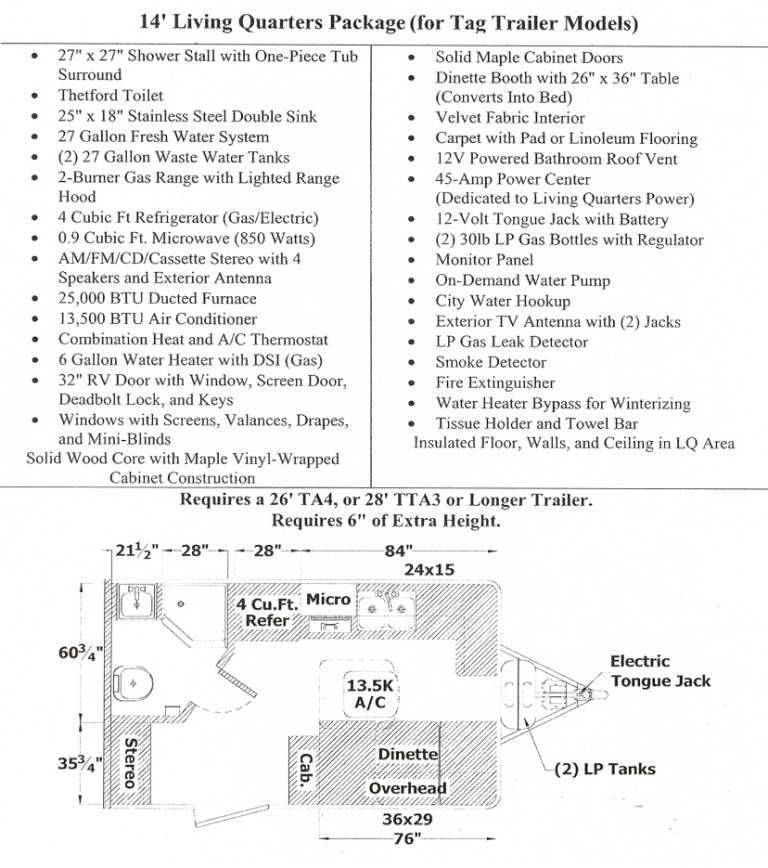 14' Living Quarters Package (for Tag Trailer Models)
• 27" x 27" Shower Stall with One-Piece Tub
Surround
• Thetford Toilet
• 25" x 18" Stainless Steel Double Sink
• 27 Gallon Fresh Water System
• (2) 27 Gallon Waste Water Tanks
• 2-Burner Gas Range with Lighted Range
Hood
• 4 Cubic Ft Refrigerator (Gas/Electric)
• 0.9 Cubic Ft. Microwave (850 Watts)
• AM/FM/CD/Cassette Stereo with 4
Speakers and Exterior Antenna
• 25,000 BTU Ducted Furnace
• 13,500 BTU Air Conditioner
• Combination Heat and A/C Thermostat
• 6 Gallon Water Heater with DSI (Gas)
• 32" RV Door with Window, Screen Door,
Deadbolt Lock, and Keys
• Windows with Screens, Valances, Drapes,
and Mini-Blinds
Solid Wood Core with Maple Vinyl-Wrapped
Cabinet Construction
• Solid Maple Cabinet Doors
• Dinette Booth with 26" x 36" Table
(Converts Into Bed)
• Velvet Fabric Interior
• Carpet with Pad or Linoleum Flooring
• 12V Powered Bathroom Roof Vent
• 45-Amp Power Center
(Dedicated to Living Quarters Power)
• 12-Volt Tongue Jack with Battery
• (2) 30lb LP Gas Bottles with Regulator
• Monitor Panel
• On-Demand Water Pump
• City Water Hookup
• Exterior TV Antenna with (2) Jacks
• LP Gas Leak Detector
• Smoke Detector
• Fire Extinguisher
• Water Heater Bypass for Winterizing
• Tissue Holder and Towel Bar
Insulated Floor, Walls, and Ceiling in LQ Area
Requires a 26' TA4, or 28' TTA3 or Longer Trailer.
Requires 6" of Extra Height.
21½" 28" 28" 84"
24x15
4 Cu.Ft.
Refer
Micro
60¾"
13.5K
A/C
Electric
Tongue Jack
35¾"
Stereo
Cab.
Dinette
Overhead
(2) LP Tanks
36x29
76"